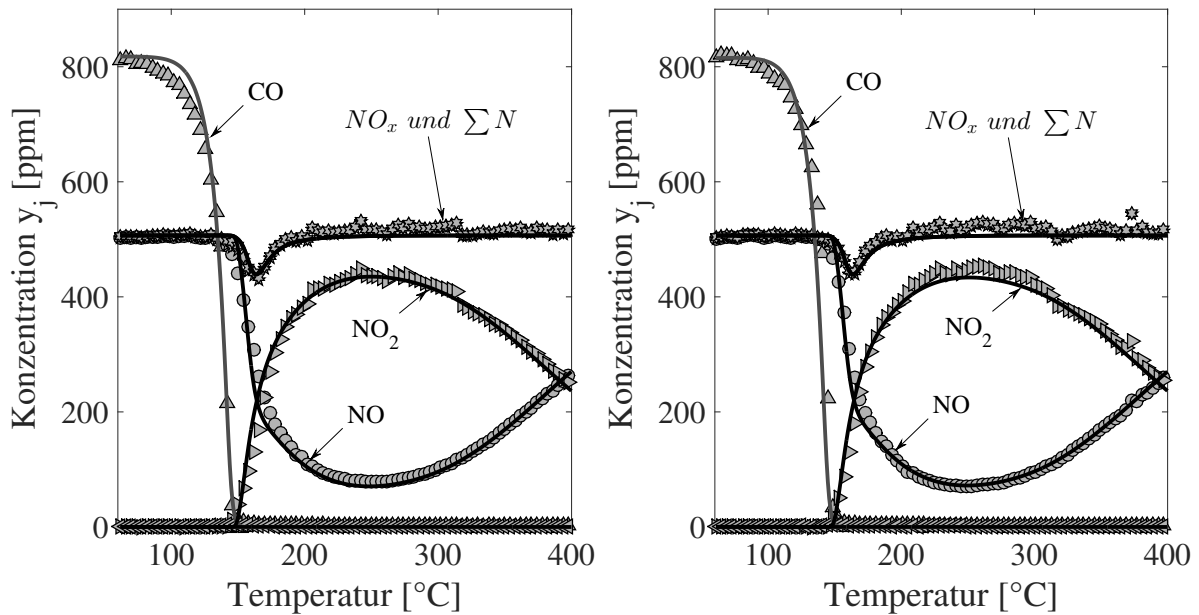 Konzentration y_j [ppm]
800
600
400
200
0
CO
NO_x und ∑ N
NO_2
NO
100
200
300
400
Temperatur [°C]
Konzentration y_j [ppm]
800
600
400
200
0
CO
NO_x und ∑ N
NO_2
NO
100
200
300
400
Temperatur [°C]